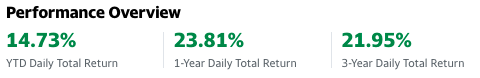 Performance Overview
14.73% 23.81% 21.95%
YTD Daily Total Return 1-Year Daily Total Return 3-Year Daily Total Return